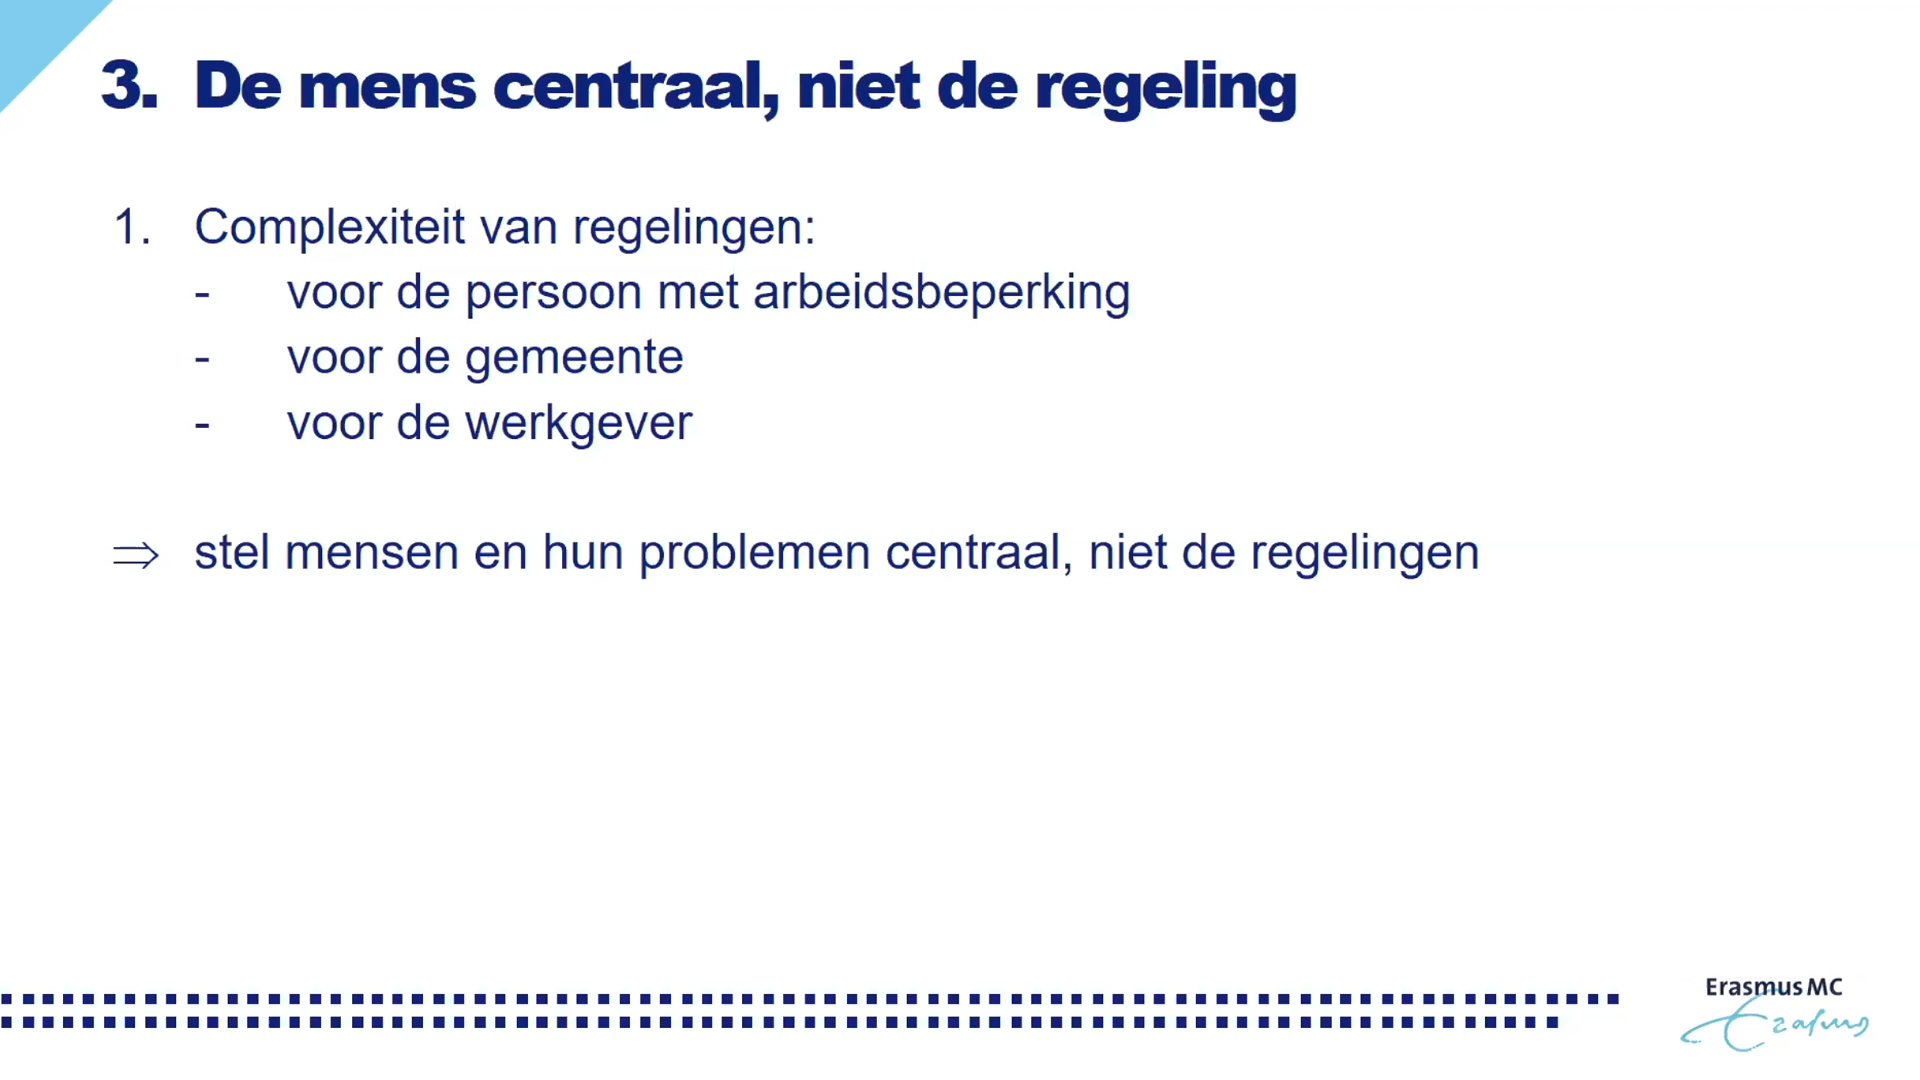 3. De mens centraal, niet de regeling
1. Complexiteit van regelingen:
- voor de persoon met arbeidsbeperking
- voor de gemeente
- voor de werkgever
⇒ stel mensen en hun problemen centraal, niet de regelingen
Erasmus MC
Erasmus